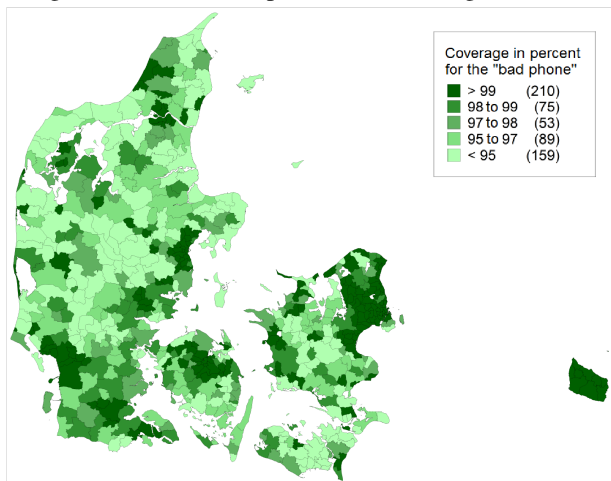 Coverage in percent
for the "bad phone"
> 99 (210)
98 to 99 (75)
97 to 98 (53)
95 to 97 (89)
< 95 (159)